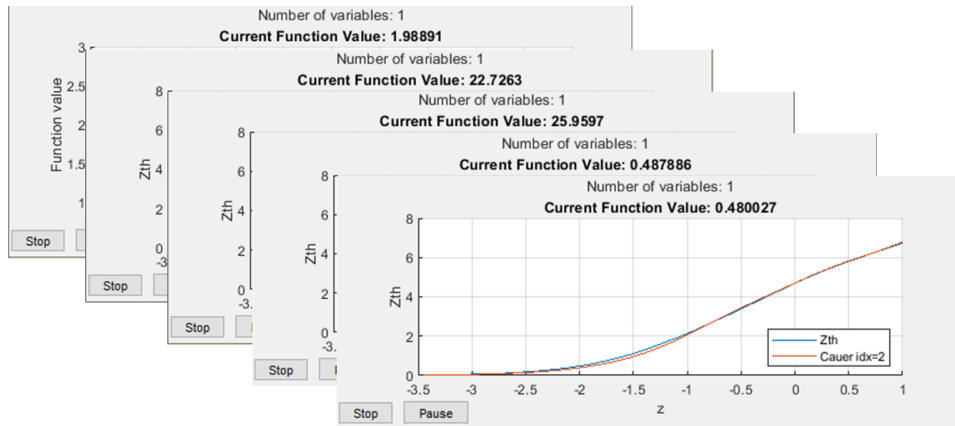 Number of variables: 1
Current Function Value: 1.98891
3
2.5
2
1.5
1
Function value
Stop
Number of variables: 1
Current Function Value: 22.7263
8
6
4
2
0
Zth
-3
Stop
Number of variables: 1
Current Function Value: 25.9597
8
6
4
2
0
Zth
-3.
Stop
Number of variables: 1
Current Function Value: 0.487886
8
6
4
2
0
Zth
-3.
Stop
Number of variables: 1
Current Function Value: 0.480027
8
6
4
2
0
Zth
Zth
Cauer idx=2
-3.5 -3 -2.5 -2 -1.5 -1 -0.5 0 0.5 1
z
Stop Pause